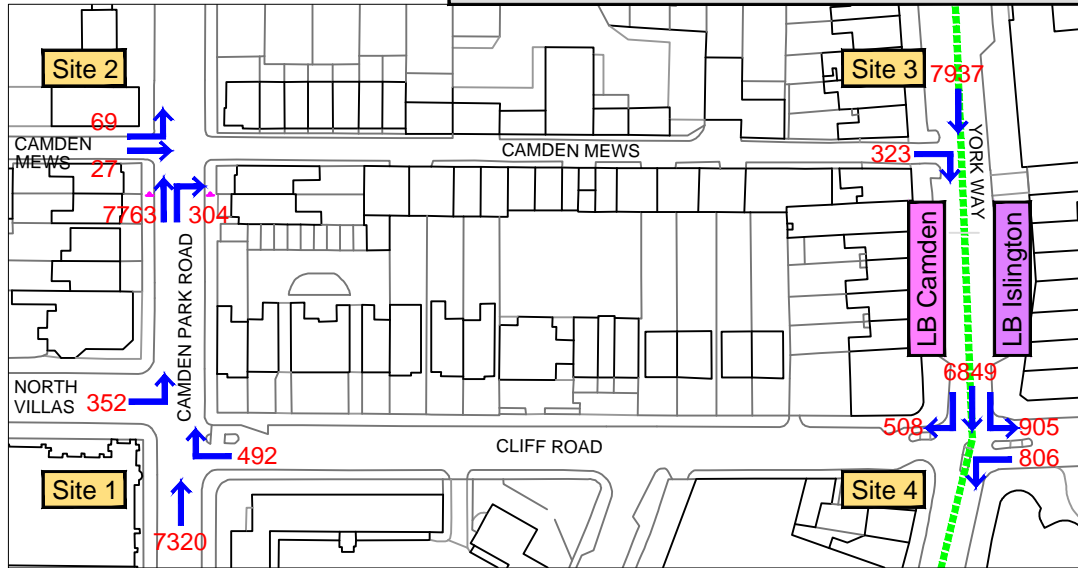 Site 2
Site 3
7937
69
CAMDEN
MEWS
27
CAMDEN MEWS
323
YORK WAY
7763
304
CAMDEN PARK ROAD
LB Camden
LB Islington
NORTH
VILLAS
352
6849
508
905
492
CLIFF ROAD
806
Site 1
Site 4
7320